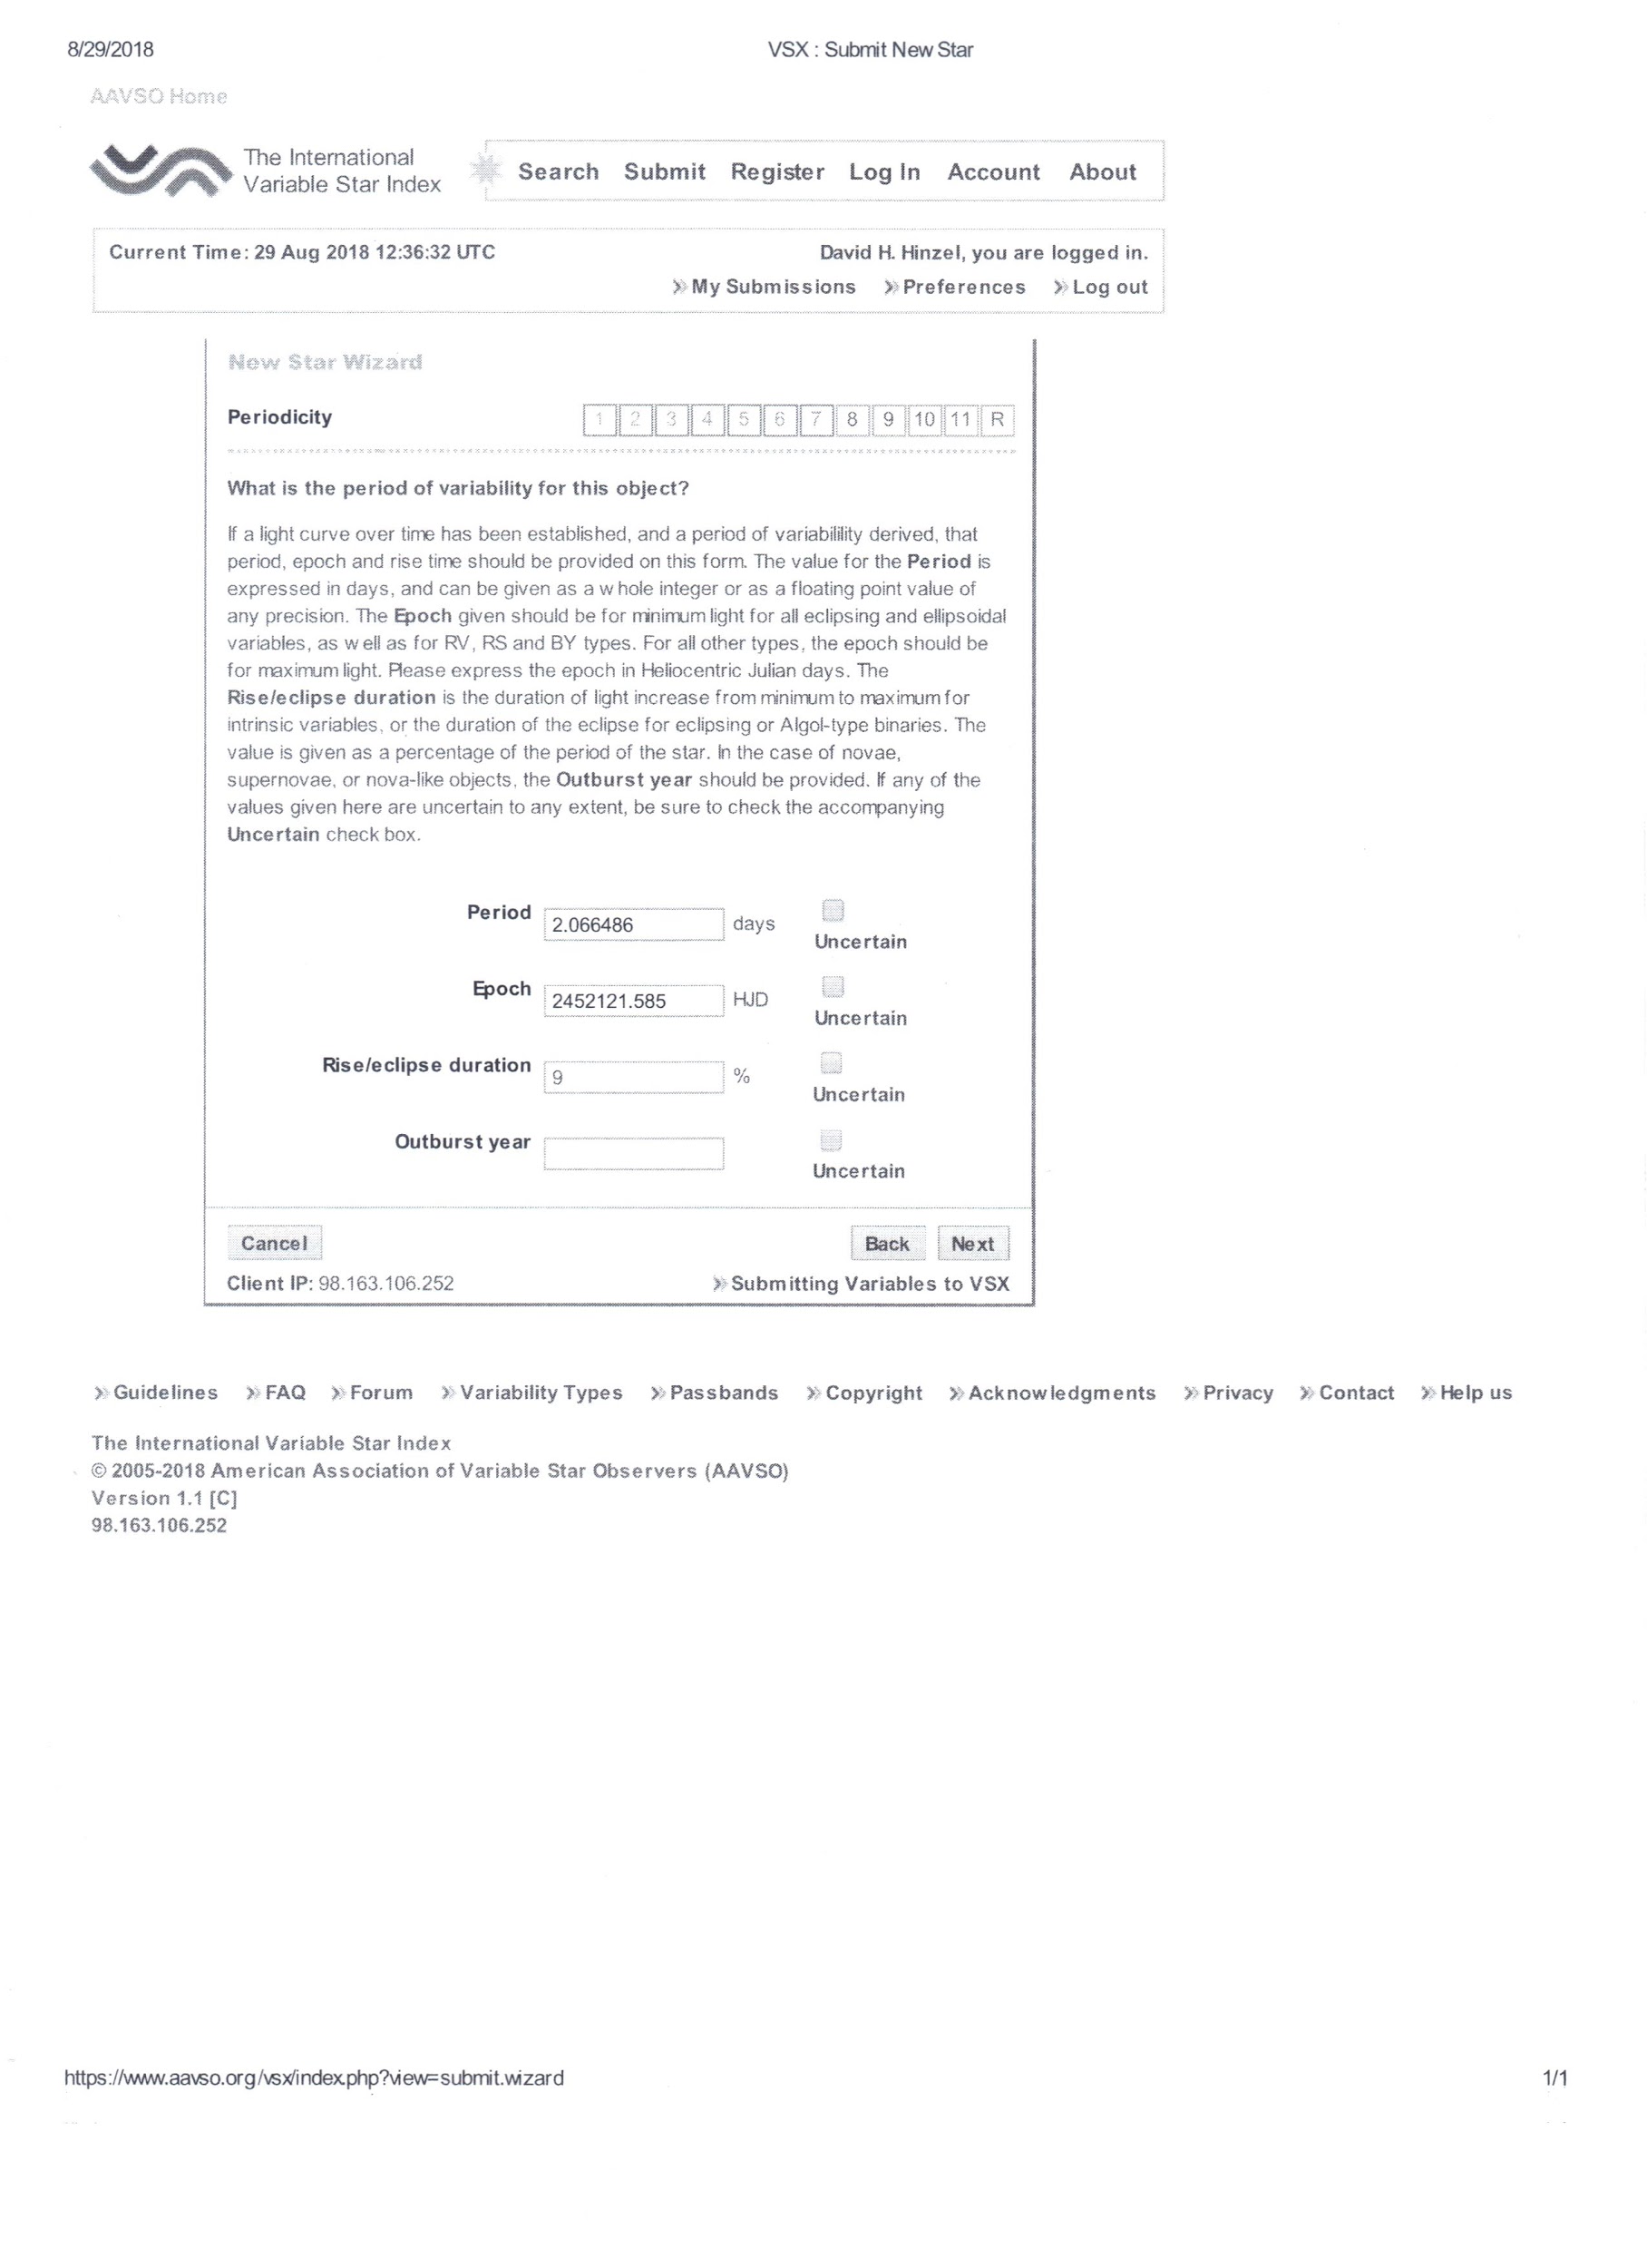 8/29/2018 VSX : Submit New Star
AAVSO Home
The International
Variable Star Index
Search Submit Register Log In Account About
Current Time: 29 Aug 2018 12:36:32 UTC David H. Hinzel, you are logged in.
» My Submissions » Preferences » Log out
New Star Wizard
Periodicity 1 2 3 4 5 6 7 8 9 10 11 R
What is the period of variability for this object?
If a light curve over time has been established, and a period of variabilility derived, that
period, epoch and rise time should be provided on this form. The value for the Period is
expressed in days, and can be given as a whole integer or as a floating point value of
any precision. The Epoch given should be for minimum light for all eclipsing and ellipsoidal
variables, as well as for RV, RS and BY types. For all other types, the epoch should be
for maximum light. Please express the epoch in Heliocentric Julian days. The
Rise/eclipse duration is the duration of light increase from minimum to maximum for
intrinsic variables, or the duration of the eclipse for eclipsing or Algol-type binaries. The
value is given as a percentage of the period of the star. In the case of novae,
supernovae, or nova-like objects, the Outburst year should be provided. If any of the
values given here are uncertain to any extent, be sure to check the accompanying
Uncertain check box.
Period 2.066486 days
Uncertain
Epoch 2452121.585 HJD
Uncertain
Rise/eclipse duration 9 %
Uncertain
Outburst year
Uncertain
Cancel Back Next
Client IP: 98.163.106.252 » Submitting Variables to VSX
» Guidelines » FAQ » Forum » Variability Types » Passbands » Copyright » Acknowledgments » Privacy » Contact » Help us
The International Variable Star Index
© 2005-2018 American Association of Variable Star Observers (AAVSO)
Version 1.1 [C]
98.163.106.252
https://www.aavso.org/vsx/index.php?view=submit.wizard 1/1